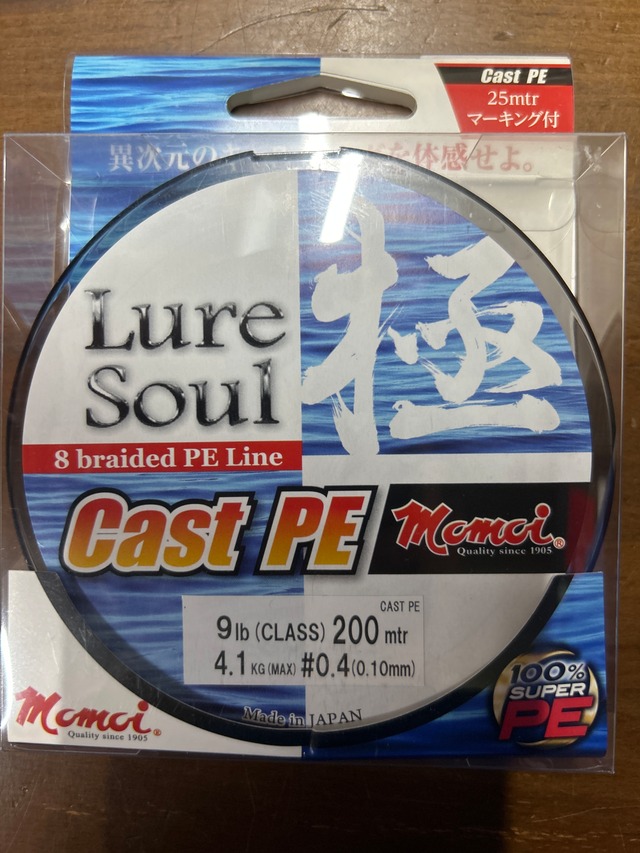 Cast PE
25mtr
マーキング付
異次元の を体感せよ。
Lure
Soul
極
8 braided PE Line
Cast PE
Momoi®
Quality since 1905
CAST PE
9lb (CLASS) 200 mtr
4.1 KG (MAX) #0.4 (0.10mm)
Made in JAPAN
Momoi®
Quality since 1905
100%
SUPER
PE